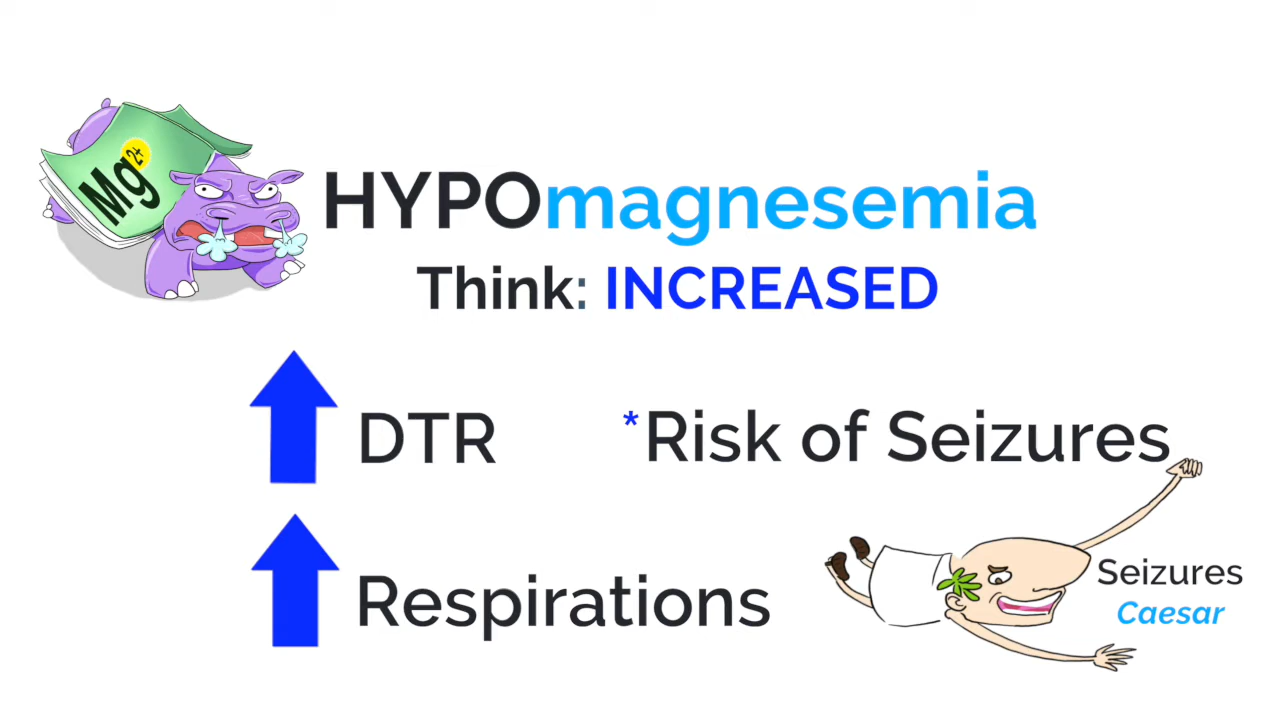 Mg2+
HYPOmagnesemia
Think: INCREASED
DTR
*Risk of Seizures
Respirations
Seizures
Caesar